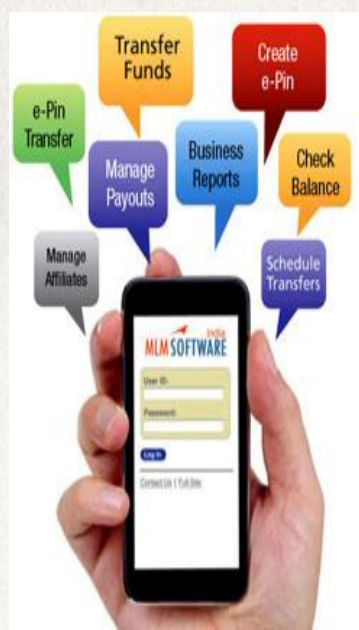 Transfer
Funds
Create
e-Pin
e-Pin
Transfer
Manage
Payouts
Business
Reports
Check
Balance
Manage
Affiliates
Schedule
Transfers
India
MLM SOFTWARE
User ID:
Password:
Log In
Contact Us | Full Site